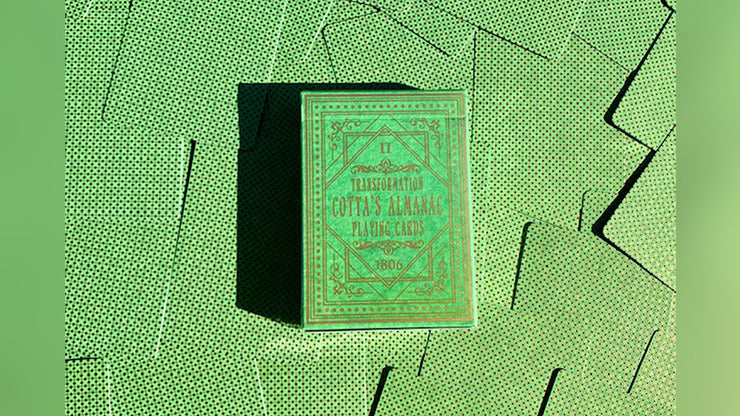 II
TRANSFORMATION
COTTA'S ALMANAC
PLAYING CARDS
1806